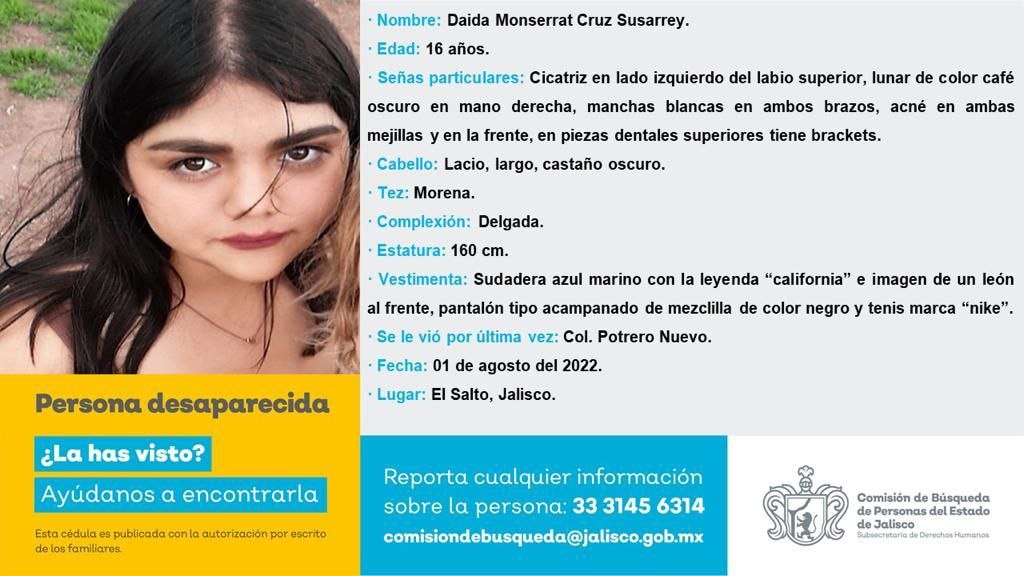 · Nombre: Daida Monserrat Cruz Susarrey.
· Edad: 16 años.
· Señas particulares: Cicatriz en lado izquierdo del labio superior, lunar de color café
oscuro en mano derecha, manchas blancas en ambos brazos, acné en ambas
mejillas y en la frente, en piezas dentales superiores tiene brackets.
· Cabello: Lacio, largo, castaño oscuro.
· Tez: Morena.
· Complexión: Delgada.
· Estatura: 160 cm.
· Vestimenta: Sudadera azul marino con la leyenda “california” e imagen de un león
al frente, pantalón tipo acampanado de mezclilla de color negro y tenis marca “nike”.
· Se le vió por última vez: Col. Potrero Nuevo.
· Fecha: 01 de agosto del 2022.
· Lugar: El Salto, Jalisco.
Persona desaparecida
¿La has visto?
Ayúdanos a encontrarla
Esta cédula es publicada con la autorización por escrito
de los familiares.
Reporta cualquier información
sobre la persona: 33 3145 6314
comisiondebusqueda@jalisco.gob.mx
Comisión de Búsqueda
de Personas del Estado
de Jalisco
Subsecretaría de Derechos Humanos